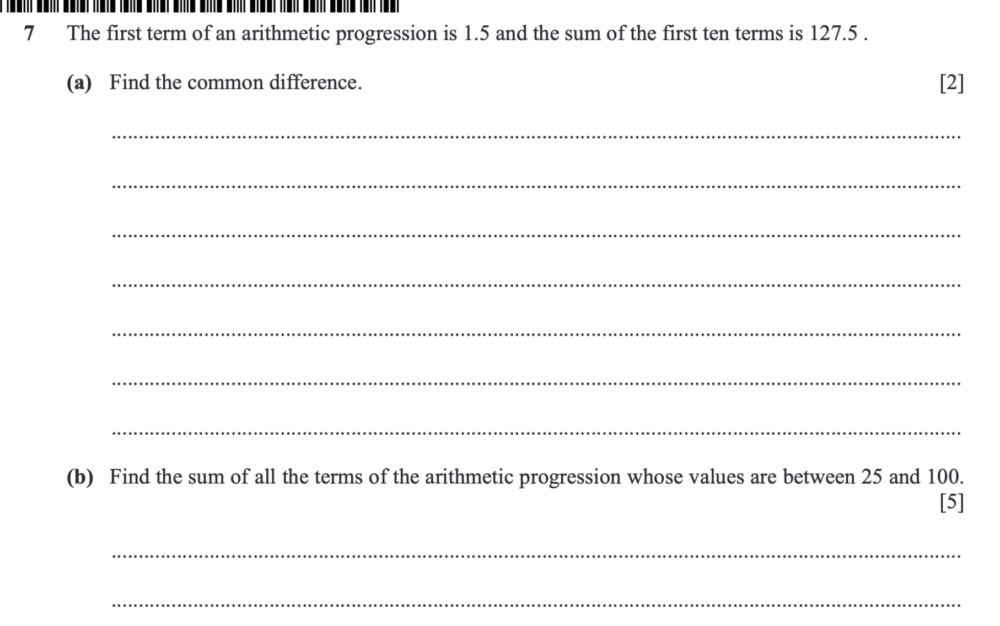 7 The first term of an arithmetic progression is 1.5 and the sum of the first ten terms is 127.5 .
(a) Find the common difference. [2]
(b) Find the sum of all the terms of the arithmetic progression whose values are between 25 and 100.
[5]